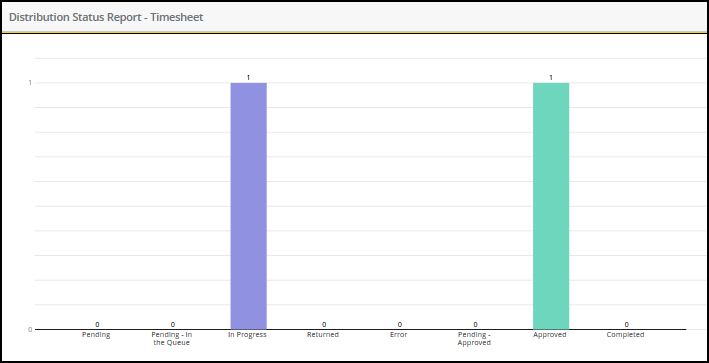 Distribution Status Report - Timesheet
1
0
0
0
1
0
0
0
1
0
Pending
Pending - In
the Queue
In Progress
Returned
Error
Pending -
Approved
Approved
Completed